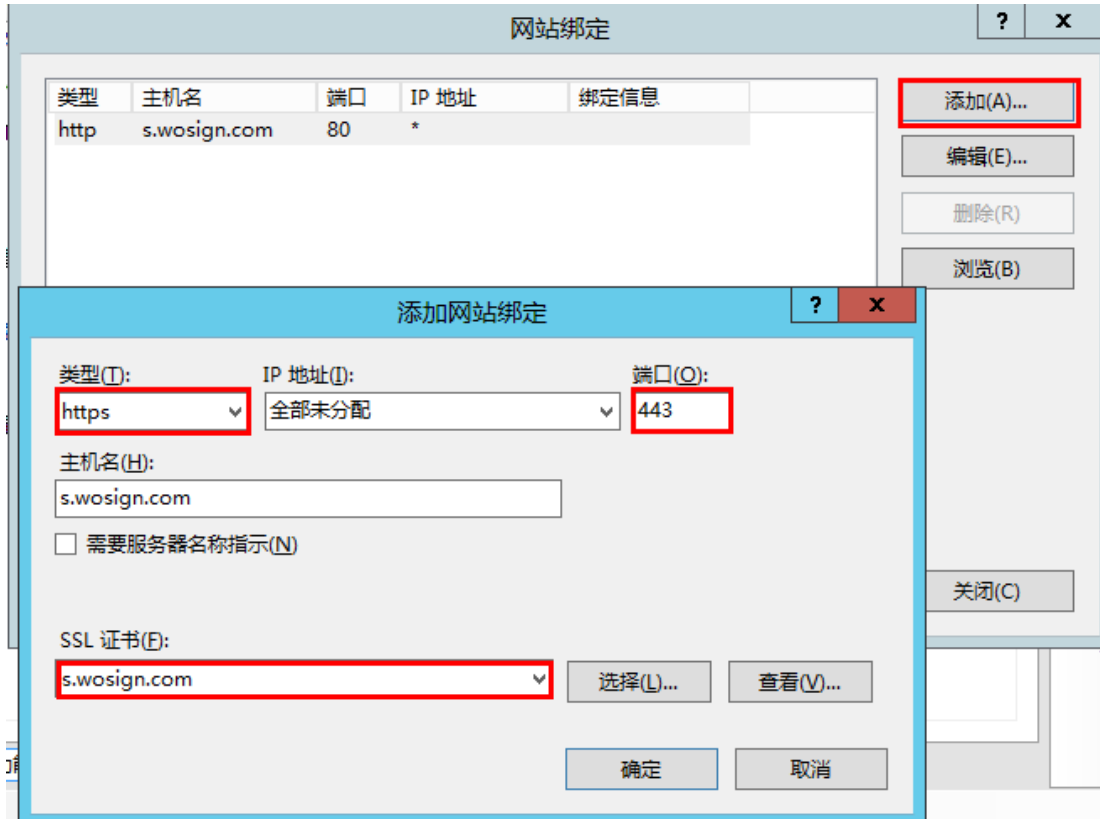 网站绑定
? x
类型 主机名 端口 IP 地址 绑定信息
http s.wosign.com 80 *
添加(A)...
编辑(E)...
删除(R)
浏览(B)
关闭(C)
添加网站绑定
? x
类型(T): IP 地址(I): 端口(O):
https 全部未分配 443
主机名(H):
s.wosign.com
需要服务器名称指示(N)
SSL 证书(F):
s.wosign.com 选择(L)... 查看(V)...
确定 取消